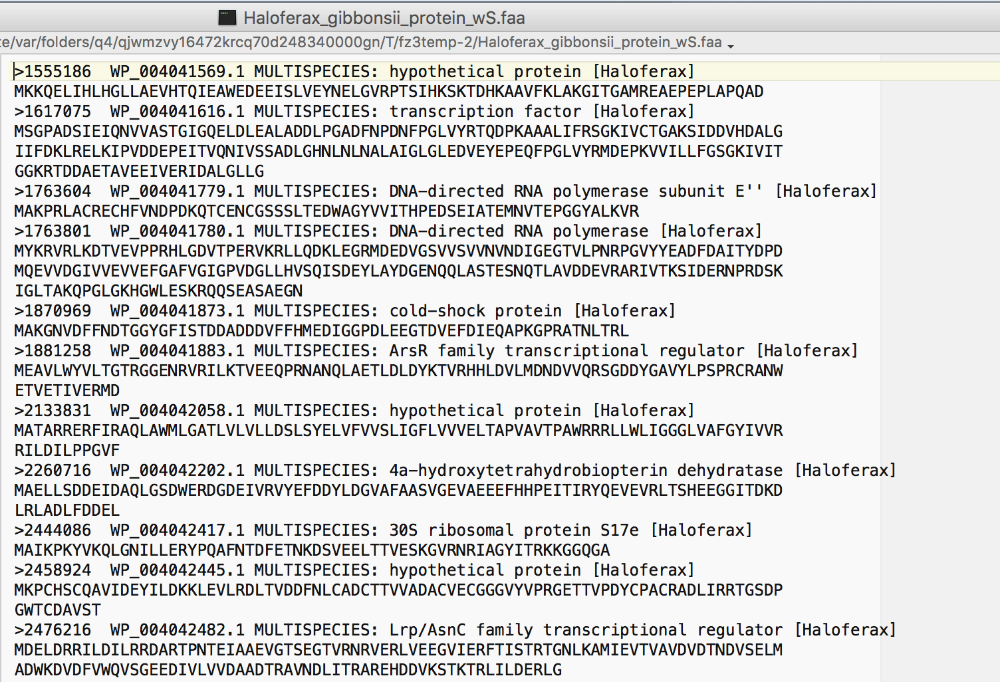 Haloferax_gibbonsii_protein_wS.faa
te/var/folders/q4/qjwmzvy16472krcq70d248340000gn/T/fz3temp-2/Haloferax_gibbonsii_protein_wS.faa
>1555186  WP_004041569.1 MULTISPECIES: hypothetical protein [Haloferax]
MKKQELIHLHGLLAEVHTQIEAWEDEEISLVEYNELGVRPTSIHKSKTDHKAAVFKLAKGITGAMREAEPEPLAPQAD
>1617075  WP_004041616.1 MULTISPECIES: transcription factor [Haloferax]
MSGPADSIEIQNVVASTGIGQELDLEALADDLPGADFNPDNFPGLVYRTQDPKAAALIFRSGKIVCTGAKSIDDVHDALG
IIFDKLRELKIPVDDEPEITVQNIVSSADLGHNLNLNALAIGLGLEDVEYEPEQFPGLVYRMDEPKVVILLFGSGKIVIT
GGKRTDDAETAVEEIVERIDALGLLG
>1763604  WP_004041779.1 MULTISPECIES: DNA-directed RNA polymerase subunit E'' [Haloferax]
MAKPRLACRECHFVNDPDKQTCENCGSSSLTEDWAGYVVITHPEDSEIATEMNVTEPGGYALKVR
>1763801  WP_004041780.1 MULTISPECIES: DNA-directed RNA polymerase [Haloferax]
MYKRVRLKDTVEVPPRHLGDVTPERVKRLLQDKLEGRMDEDVGSVVSVVNVNDIGEGTVLPNRPGVYYEADFDAITYDPD
MQEVVDGIVVEVVEFGAFVGIGPVDGLLHVSQISDEYLAYDGENQQLASTESNQTLAVDDEVRARIVTKSIDERNPRDSK
IGLTAKQPGLGKHGWLESKRQQSEASAEGN
>1870969  WP_004041873.1 MULTISPECIES: cold-shock protein [Haloferax]
MAKGNVDFFNDTGGYGFISTDDADDDVFFHMEDIGGPDLEEGTDVEFDIEQAPKGPRATNLTRL
>1881258  WP_004041883.1 MULTISPECIES: ArsR family transcriptional regulator [Haloferax]
MEAVLWYVLTGTRGGENRVRILKTVEEQPRNANQLAETLDLDYKTVRHHLDVLMDNDVVQRSGDDYGAVYLPSPRCRANW
ETVETIVERMD
>2133831  WP_004042058.1 MULTISPECIES: hypothetical protein [Haloferax]
MATARRERFIRAQLAWMLGATLVLVLLDSLSYELVFVVSLIGFLVVVELTAPVAVTPAWRRRLLWLIGGGLVAFGYIVVR
RILDILPPGVF
>2260716  WP_004042202.1 MULTISPECIES: 4a-hydroxytetrahydrobiopterin dehydratase [Haloferax]
MAELLSDDEIDAQLGSDWERDGDEIVRVYEFDDYLDGVAFAASVGEVAEEEFHHPEITIRYQEVEVRLTSHEEGGITDKD
LRLADLFDDEL
>2444086  WP_004042417.1 MULTISPECIES: 30S ribosomal protein S17e [Haloferax]
MAIKPKYVKQLGNILLERYPQAFNTDFETNKDSVEELTTVESKGVRNRIAGYITRKKGGQGA
>2458924  WP_004042445.1 MULTISPECIES: hypothetical protein [Haloferax]
MKPCHSCQAVIDEYILDKKLEVLRDLTVDDFNLCADCTTVVADACVECGGGVYVPRGETTVPDYCPACRADLIRRTGSDP
GWTCDAVST
>2476216  WP_004042482.1 MULTISPECIES: Lrp/AsnC family transcriptional regulator [Haloferax]
MDELDRRILDILRRDARTPNTEIAAEVGTSEGTVRNRVERLVEEGVIERFTISTRTGNLKAMIEVTVAVDVDTNDVSELM
ADWKDVDFVWQVSGEEDIVLVVDAADTRAVNDLITRAREHDDVKSTKTRLILDERLG